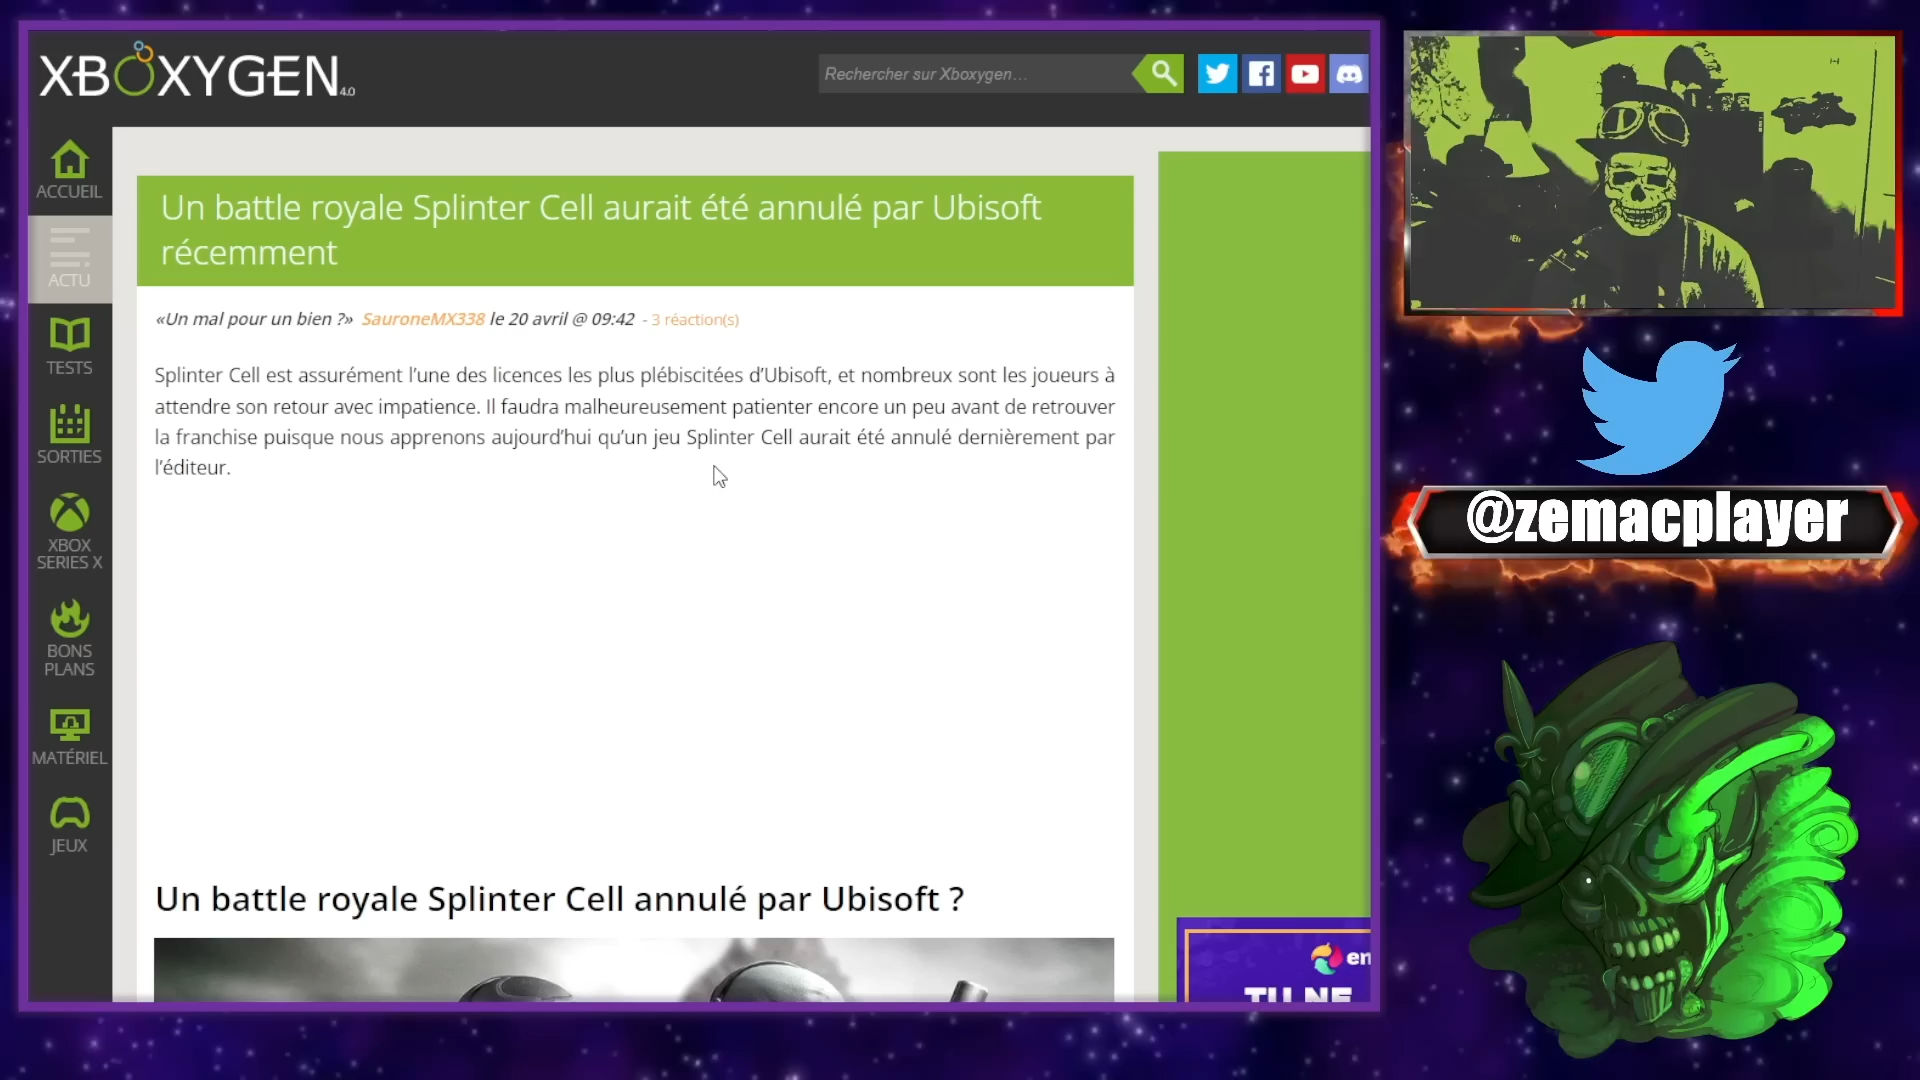 XBOXYGEN 4.0
Rechercher sur Xboxygen...
ACCUEIL
ACTU
TESTS
SORTIES
XBOX
SERIES X
BONS
PLANS
MATÉRIEL
JEUX
Un battle royale Splinter Cell aurait été annulé par Ubisoft
récemment
«Un mal pour un bien ?» SauroneMX338 le 20 avril @ 09:42 - 3 réaction(s)
Splinter Cell est assurément l’une des licences les plus plébiscitées d’Ubisoft, et nombreux sont les joueurs à
attendre son retour avec impatience. Il faudra malheureusement patienter encore un peu avant de retrouver
la franchise puisque nous apprenons aujourd’hui qu’un jeu Splinter Cell aurait été annulé dernièrement par
l’éditeur.
Un battle royale Splinter Cell annulé par Ubisoft ?
en
TU NE
@zemacplayer